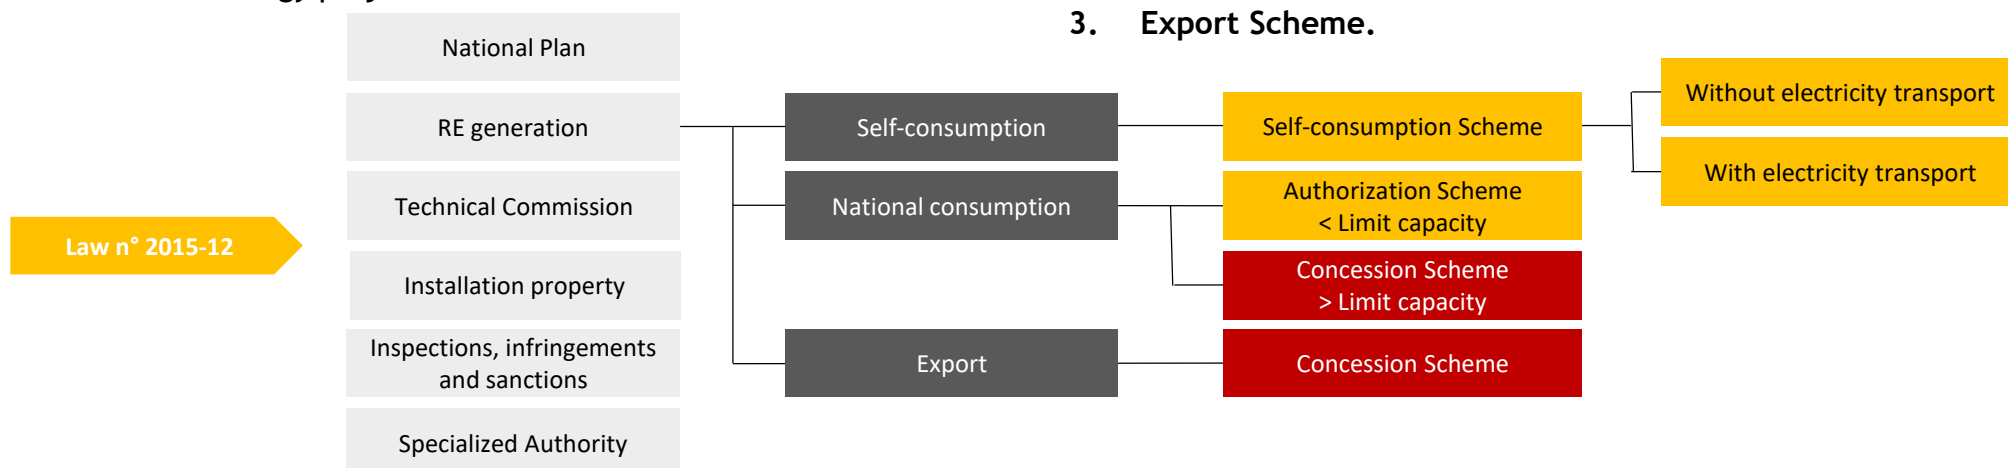 3. Export Scheme.
National Plan
RE generation
Technical Commission
Law n° 2015-12
Installation property
Inspections, infringements
and sanctions
Specialized Authority
Self-consumption
National consumption
Export
Self-consumption Scheme
Authorization Scheme
< Limit capacity
Concession Scheme
> Limit capacity
Concession Scheme
Without electricity transport
With electricity transport